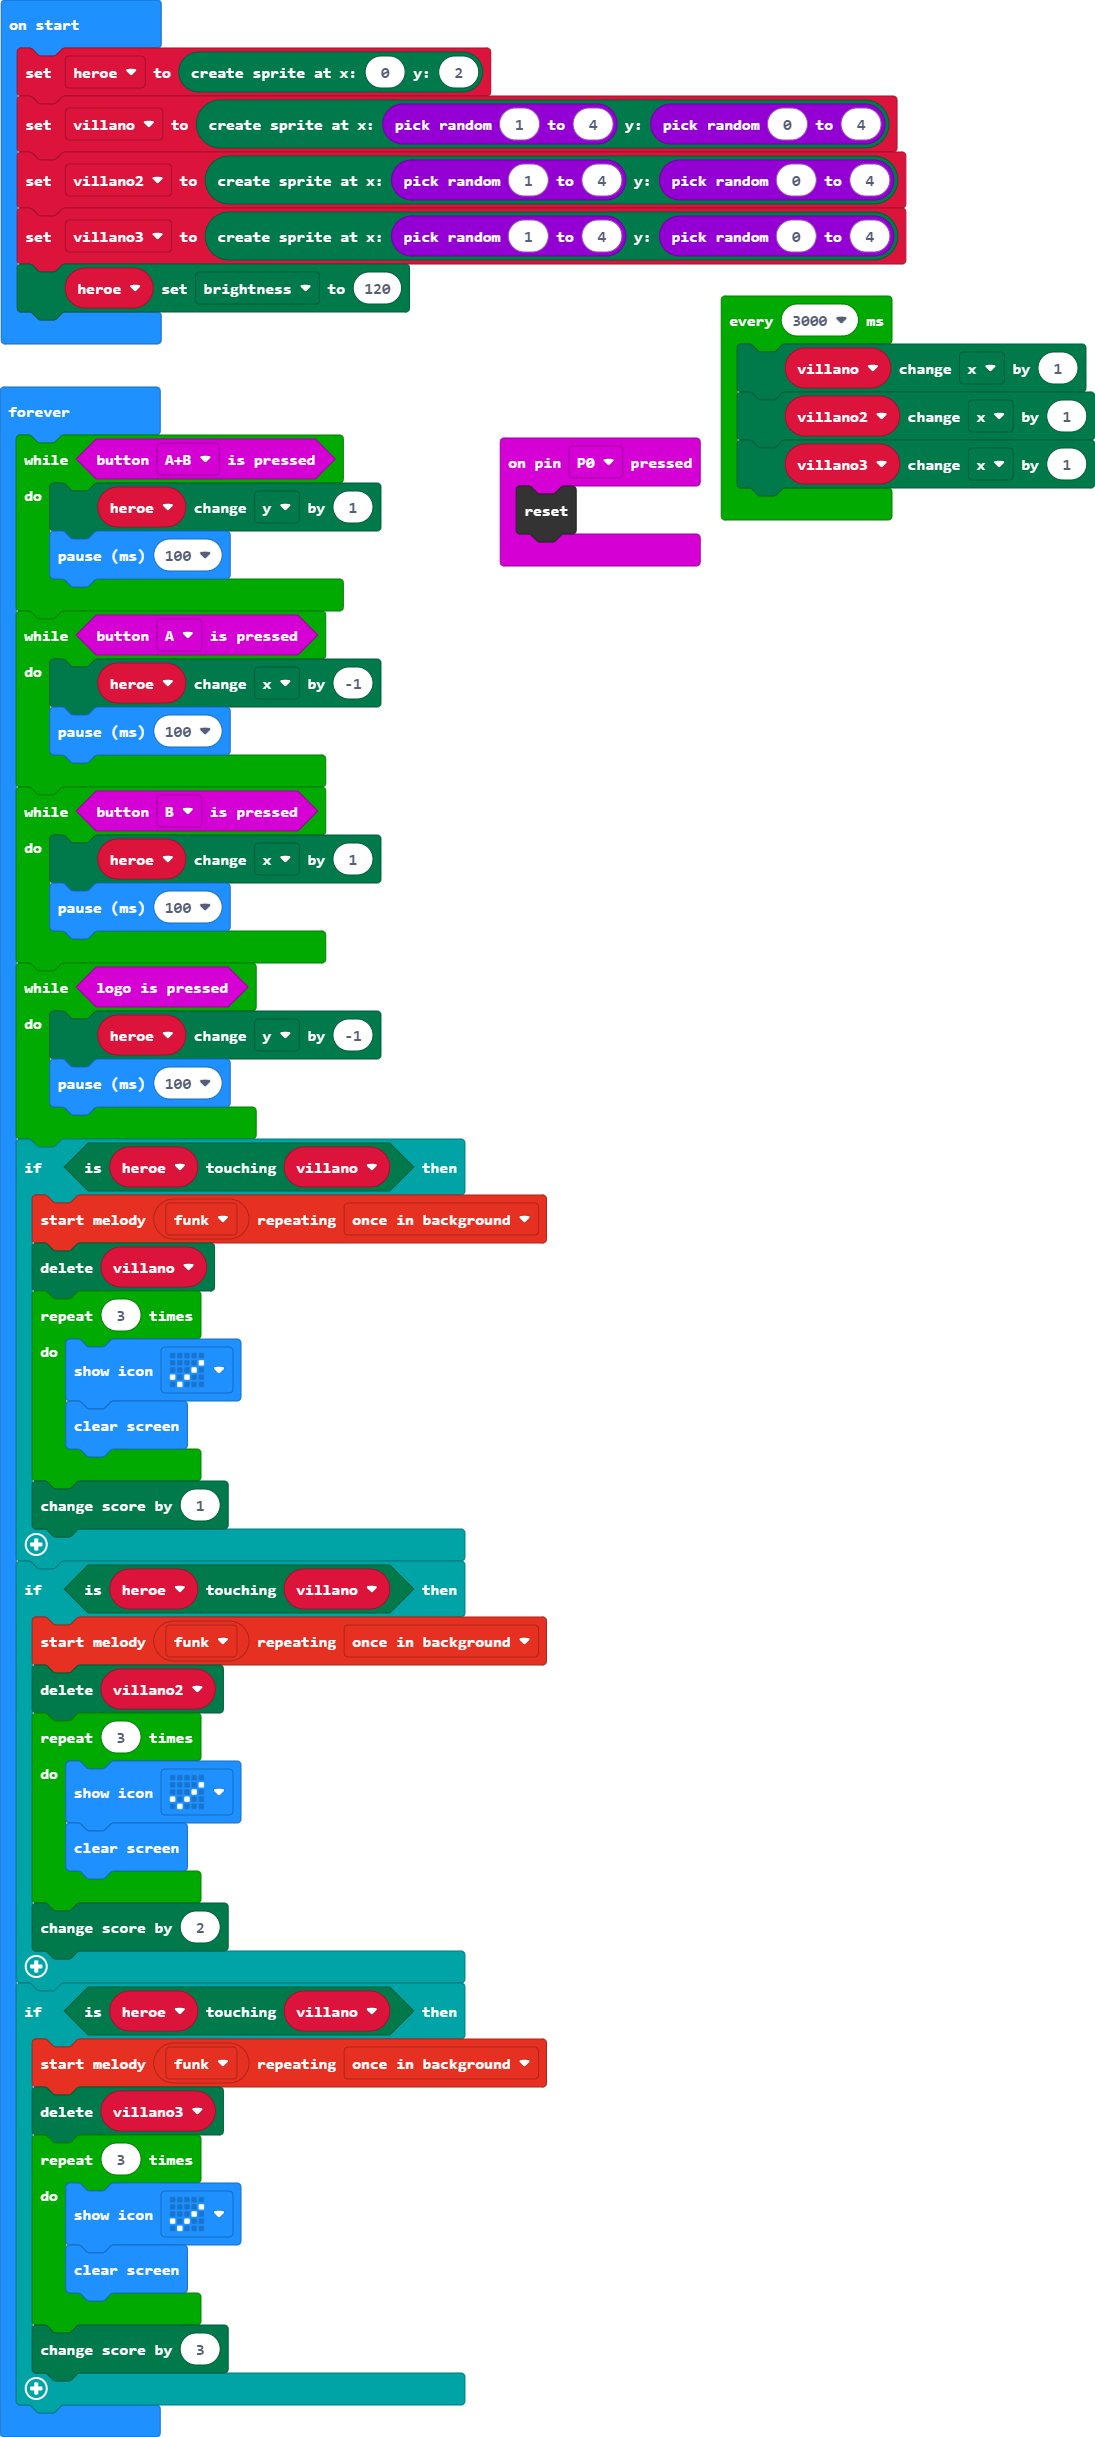 on start
set heroe to create sprite at x: 0 y: 2
set villano to create sprite at x: pick random 1 to 4 y: pick random 0 to 4
set villano2 to create sprite at x: pick random 1 to 4 y: pick random 0 to 4
set villano3 to create sprite at x: pick random 1 to 4 y: pick random 0 to 4
heroe set brightness to 120
every 3000 ms
villano change x by 1
villano2 change x by 1
villano3 change x by 1
on pin P0 pressed
reset
forever
while button A+B is pressed
do
heroe change y by 1
pause (ms) 100
while button A is pressed
do
heroe change x by -1
pause (ms) 100
while button B is pressed
do
heroe change x by 1
pause (ms) 100
while logo is pressed
do
heroe change y by -1
pause (ms) 100
if is heroe touching villano then
start melody funk repeating once in background
delete villano
repeat 3 times
do
show icon
clear screen
change score by 1
if is heroe touching villano then
start melody funk repeating once in background
delete villano2
repeat 3 times
do
show icon
clear screen
change score by 2
if is heroe touching villano then
start melody funk repeating once in background
delete villano3
repeat 3 times
do
show icon
clear screen
change score by 3